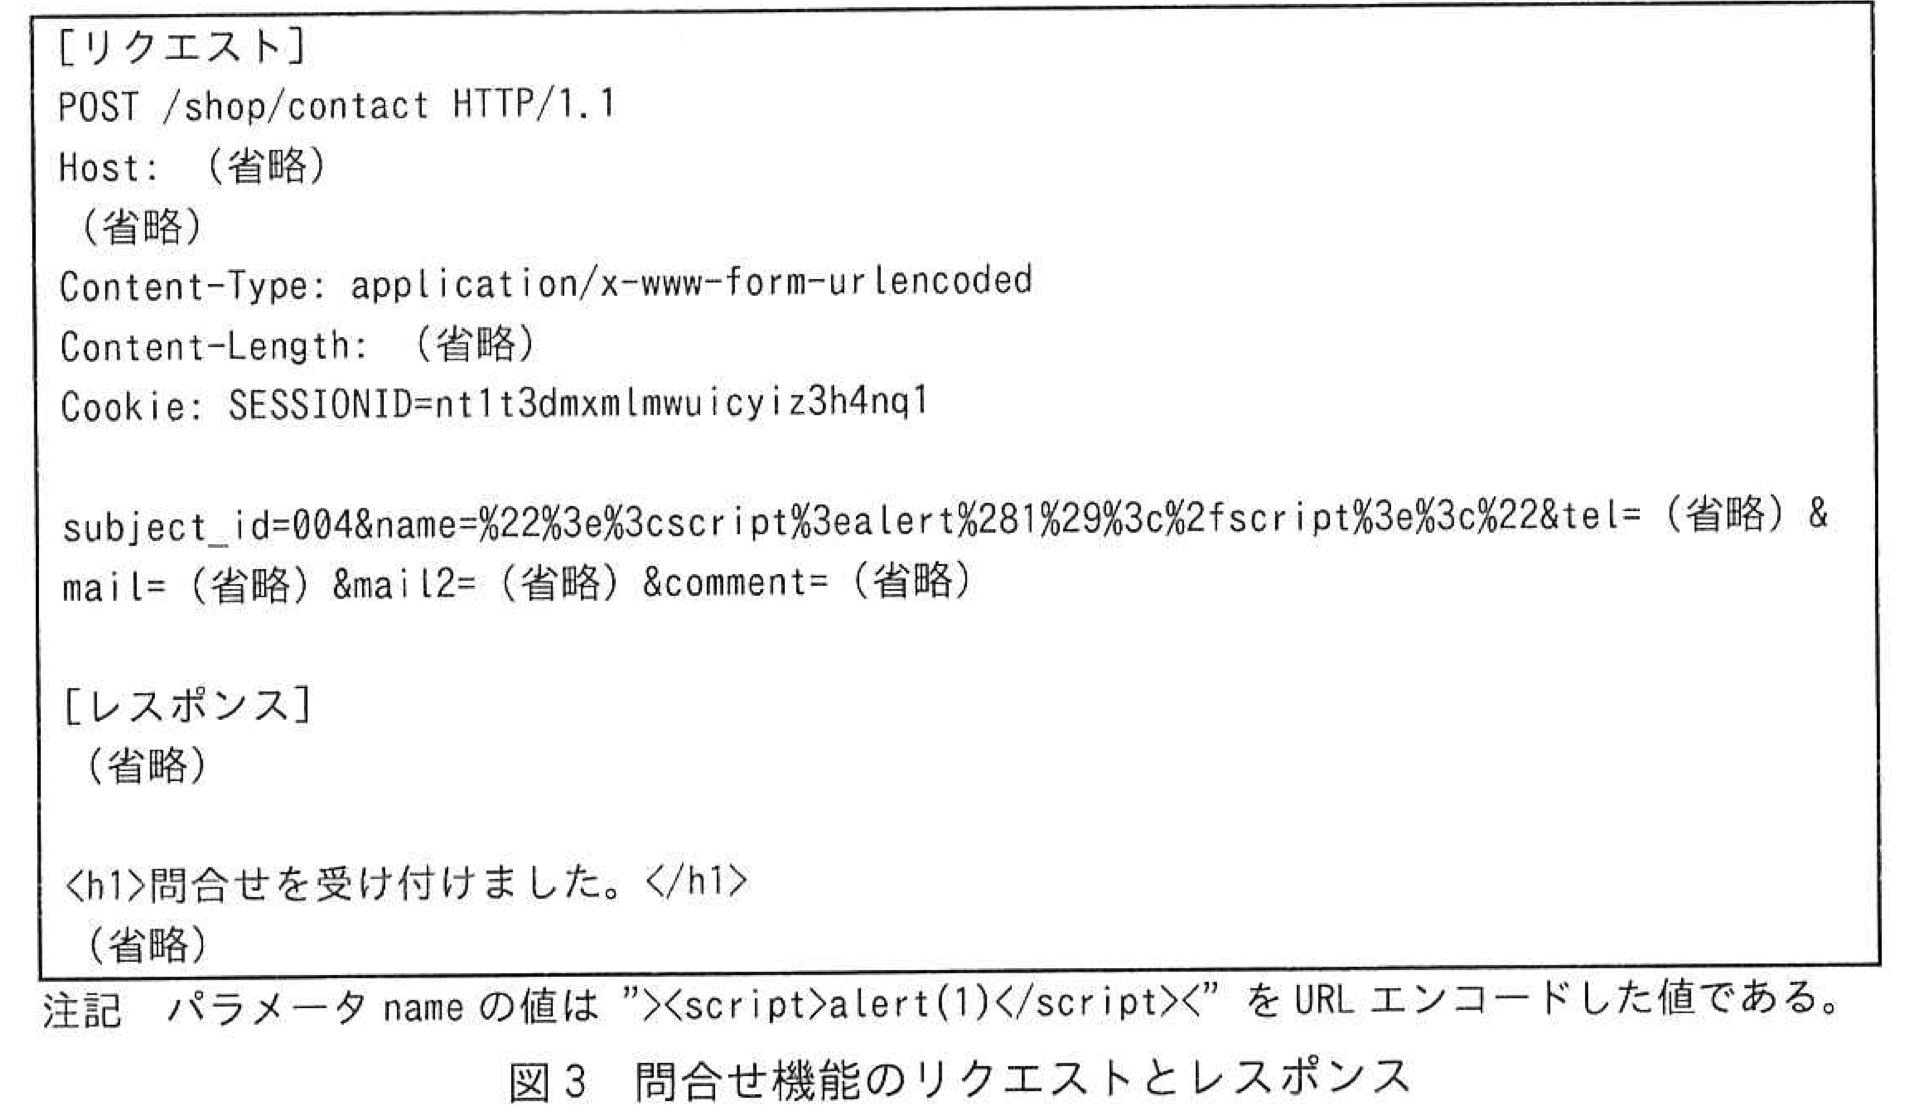 [リクエスト]
POST /shop/contact HTTP/1.1
Host: （省略）
（省略）
Content-Type: application/x-www-form-urlencoded
Content-Length: （省略）
Cookie: SESSIONID=nt1t3dmxmlmwuicyiz3h4nq1
subject_id=004&name=%22%3e%3cscript%3ealert%281%29%3c%2fscript%3e%3c%22&tel=（省略）&
mail=（省略）&mail2=（省略）&comment=（省略）
[レスポンス]
（省略）
<h1>問合せを受け付けました。</h1>
（省略）
注記　パラメータ name の値は ”><script>alert(1)</script><” を URL エンコードした値である。
図 3　問合せ機能のリクエストとレスポンス